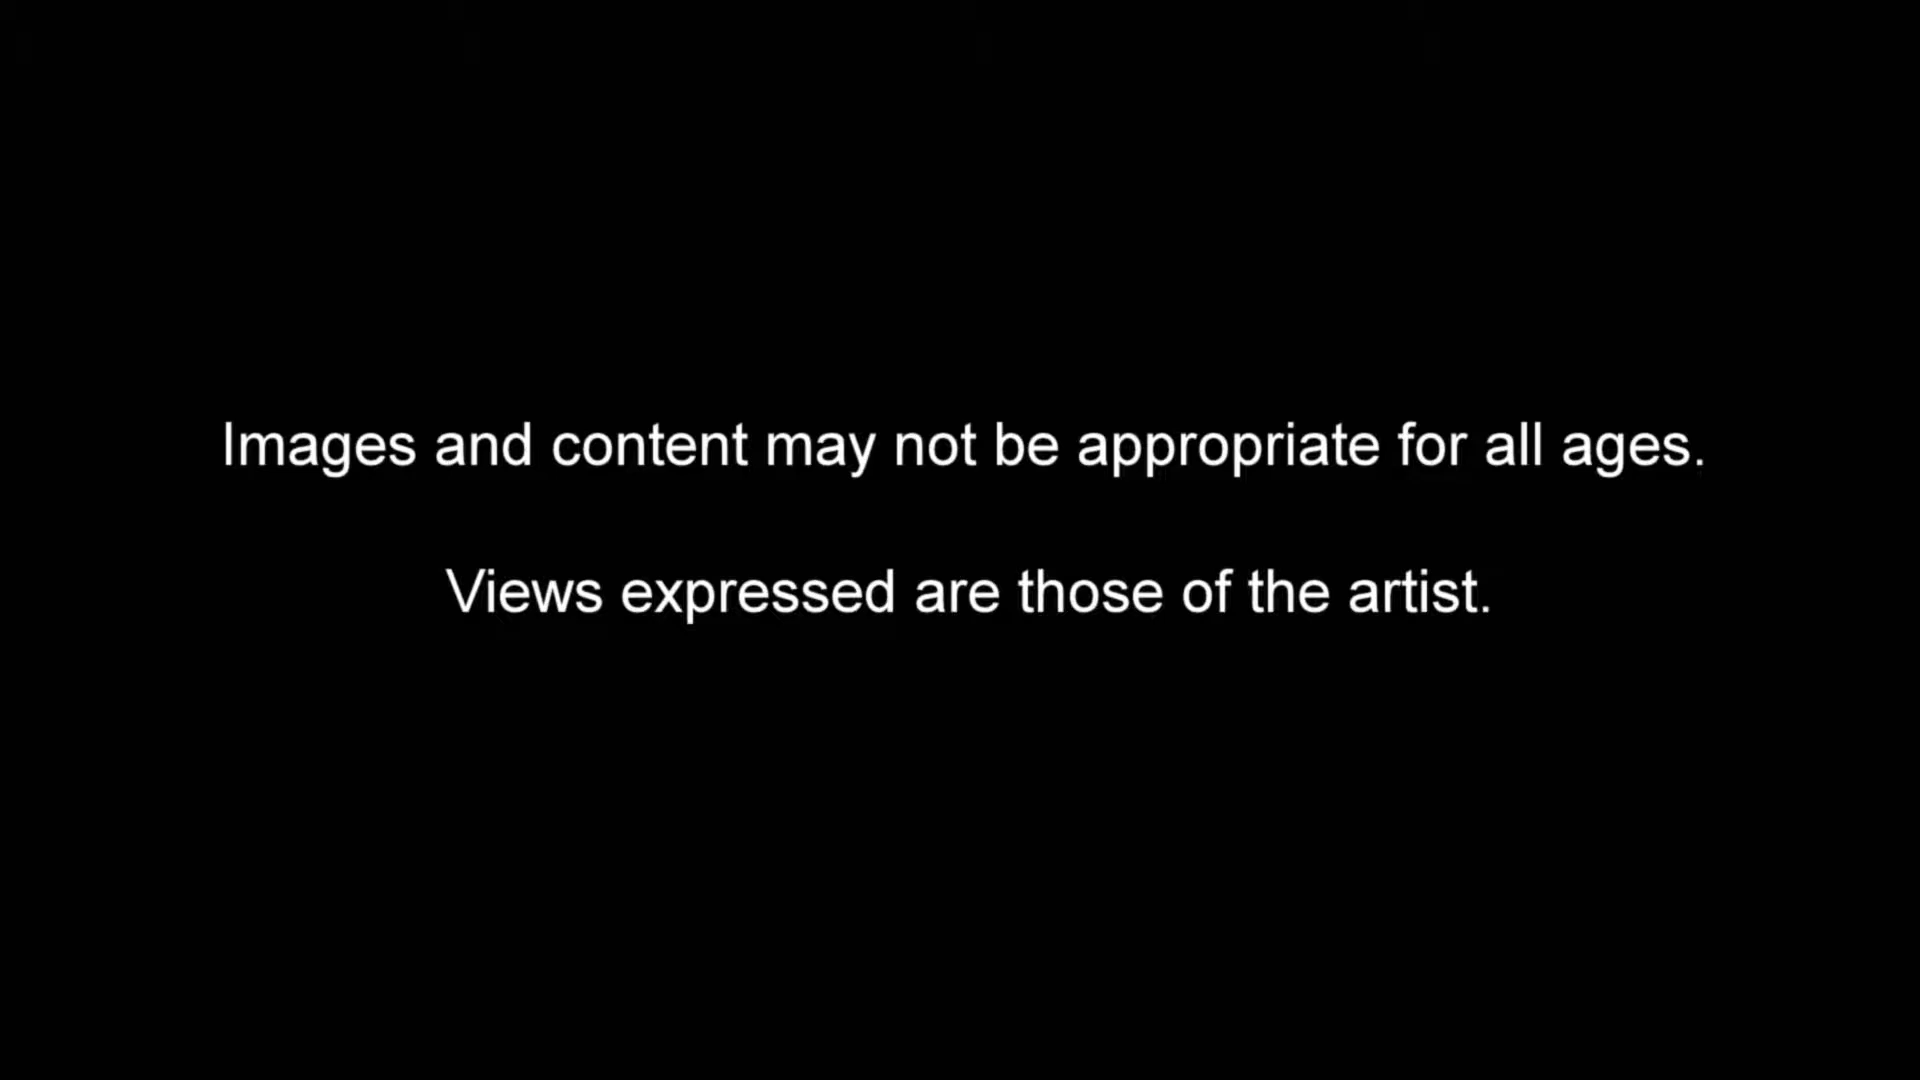 Images and content may not be appropriate for all ages.
Views expressed are those of the artist.